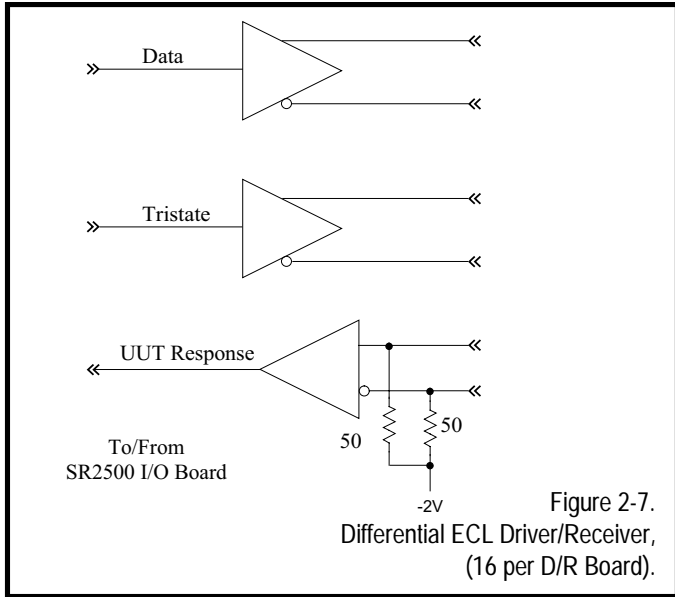 Data
Tristate
UUT Response
50
50
To/From
SR2500 I/O Board
-2V
Figure 2-7.
Differential ECL Driver/Receiver,
(16 per D/R Board).